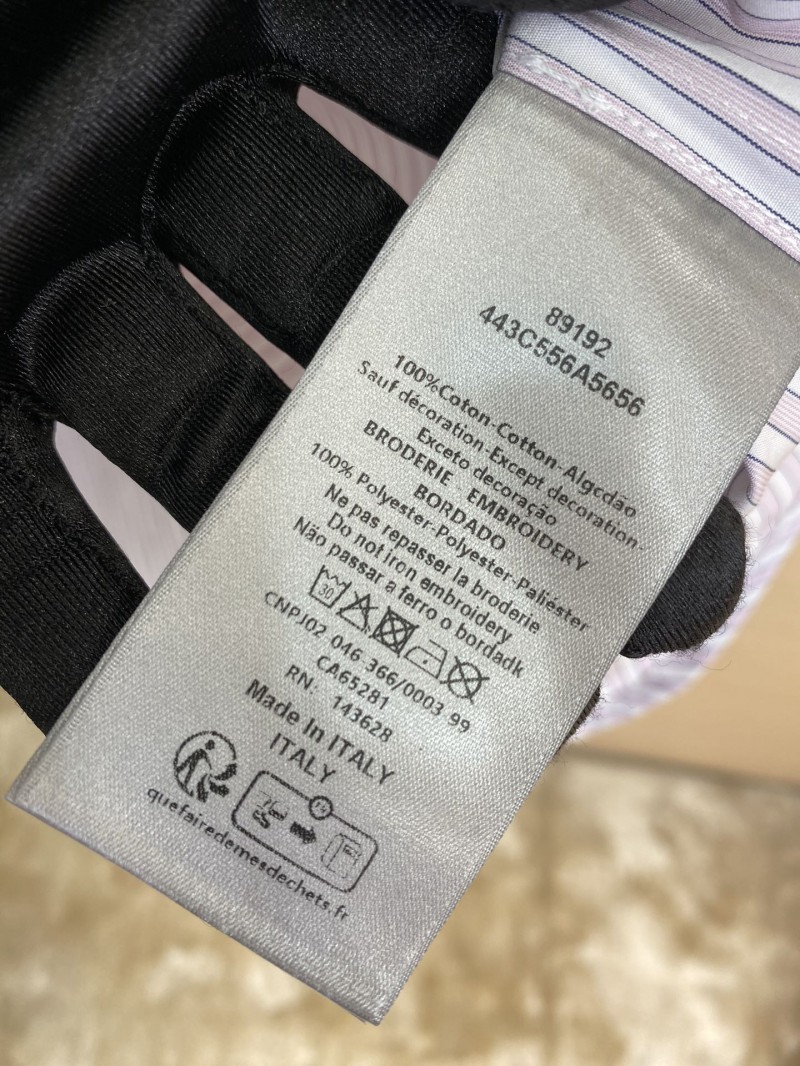 89192
443C556A5656
100%Coton-Cotton-Algcdão
Sauf décoration-Except decoration-
Exceto decoração
BRODERIE EMBROIDERY
BORDADO
100% Polyester-Polyester-Paliéster
Ne pas repasser la broderie
Do not Iron embroidery
Não passar a ferro o bordadk
30
CNPJ02 046 366/0003 99
CA65281
RN: 143628
Made In ITALY
ITALY
quefairedemesdechets.fr